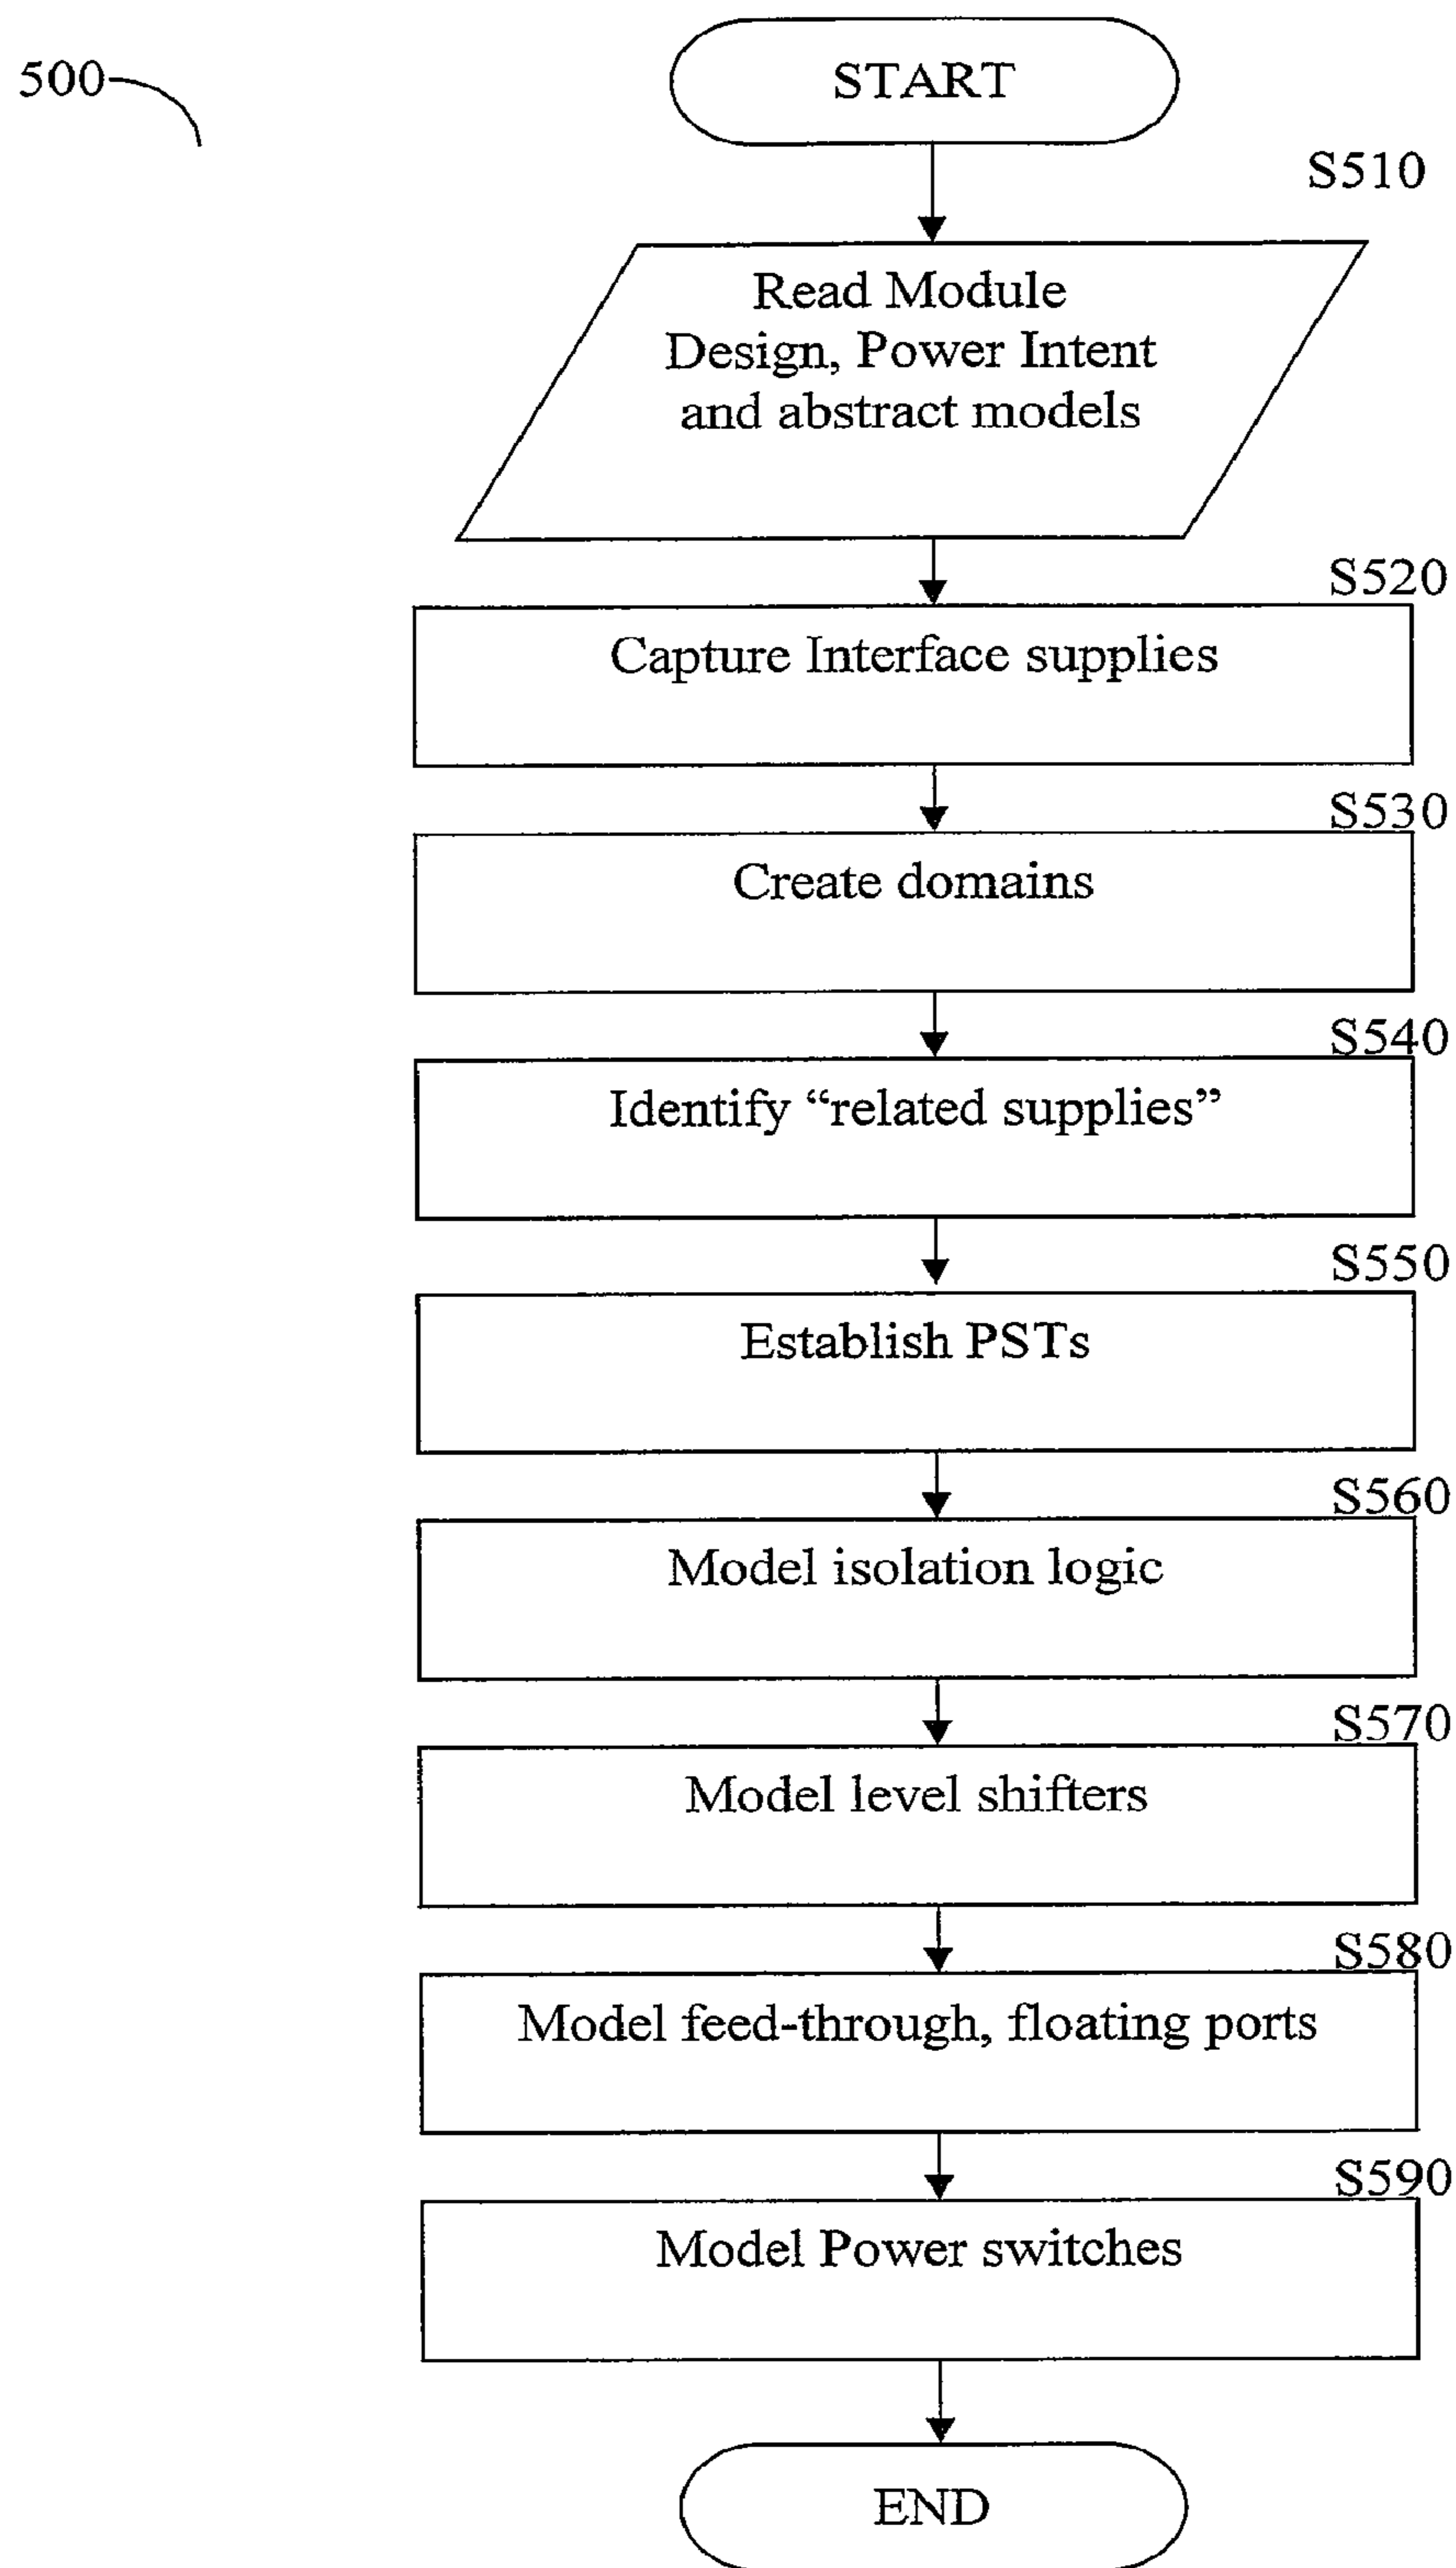 500
START
S510
Read Module
Design, Power Intent
and abstract models
S520
Capture Interface supplies
S530
Create domains
S540
Identify “related supplies”
S550
Establish PSTs
S560
Model isolation logic
S570
Model level shifters
S580
Model feed-through, floating ports
S590
Model Power switches
END